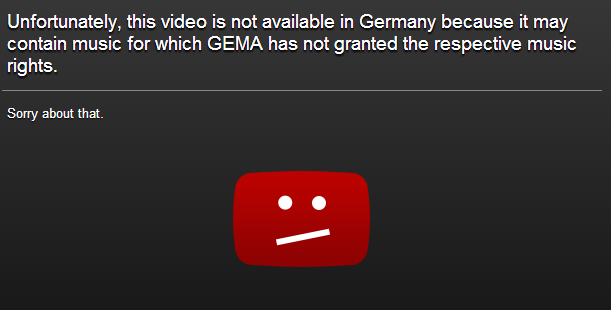 Unfortunately, this video is not available in Germany because it may
contain music for which GEMA has not granted the respective music
rights.
Sorry about that.